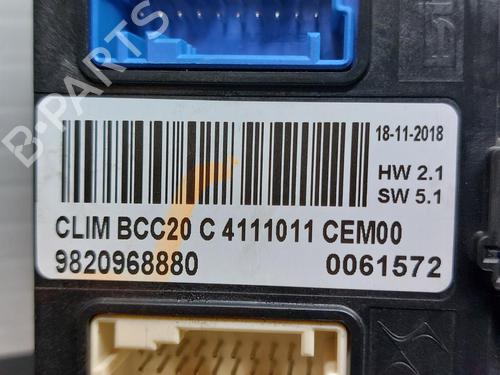 B-PARTS
18-11-2018
HW 2.1
SW 5.1
CLIM BCC20 C 4111011 CEM00
9820968880 0061572